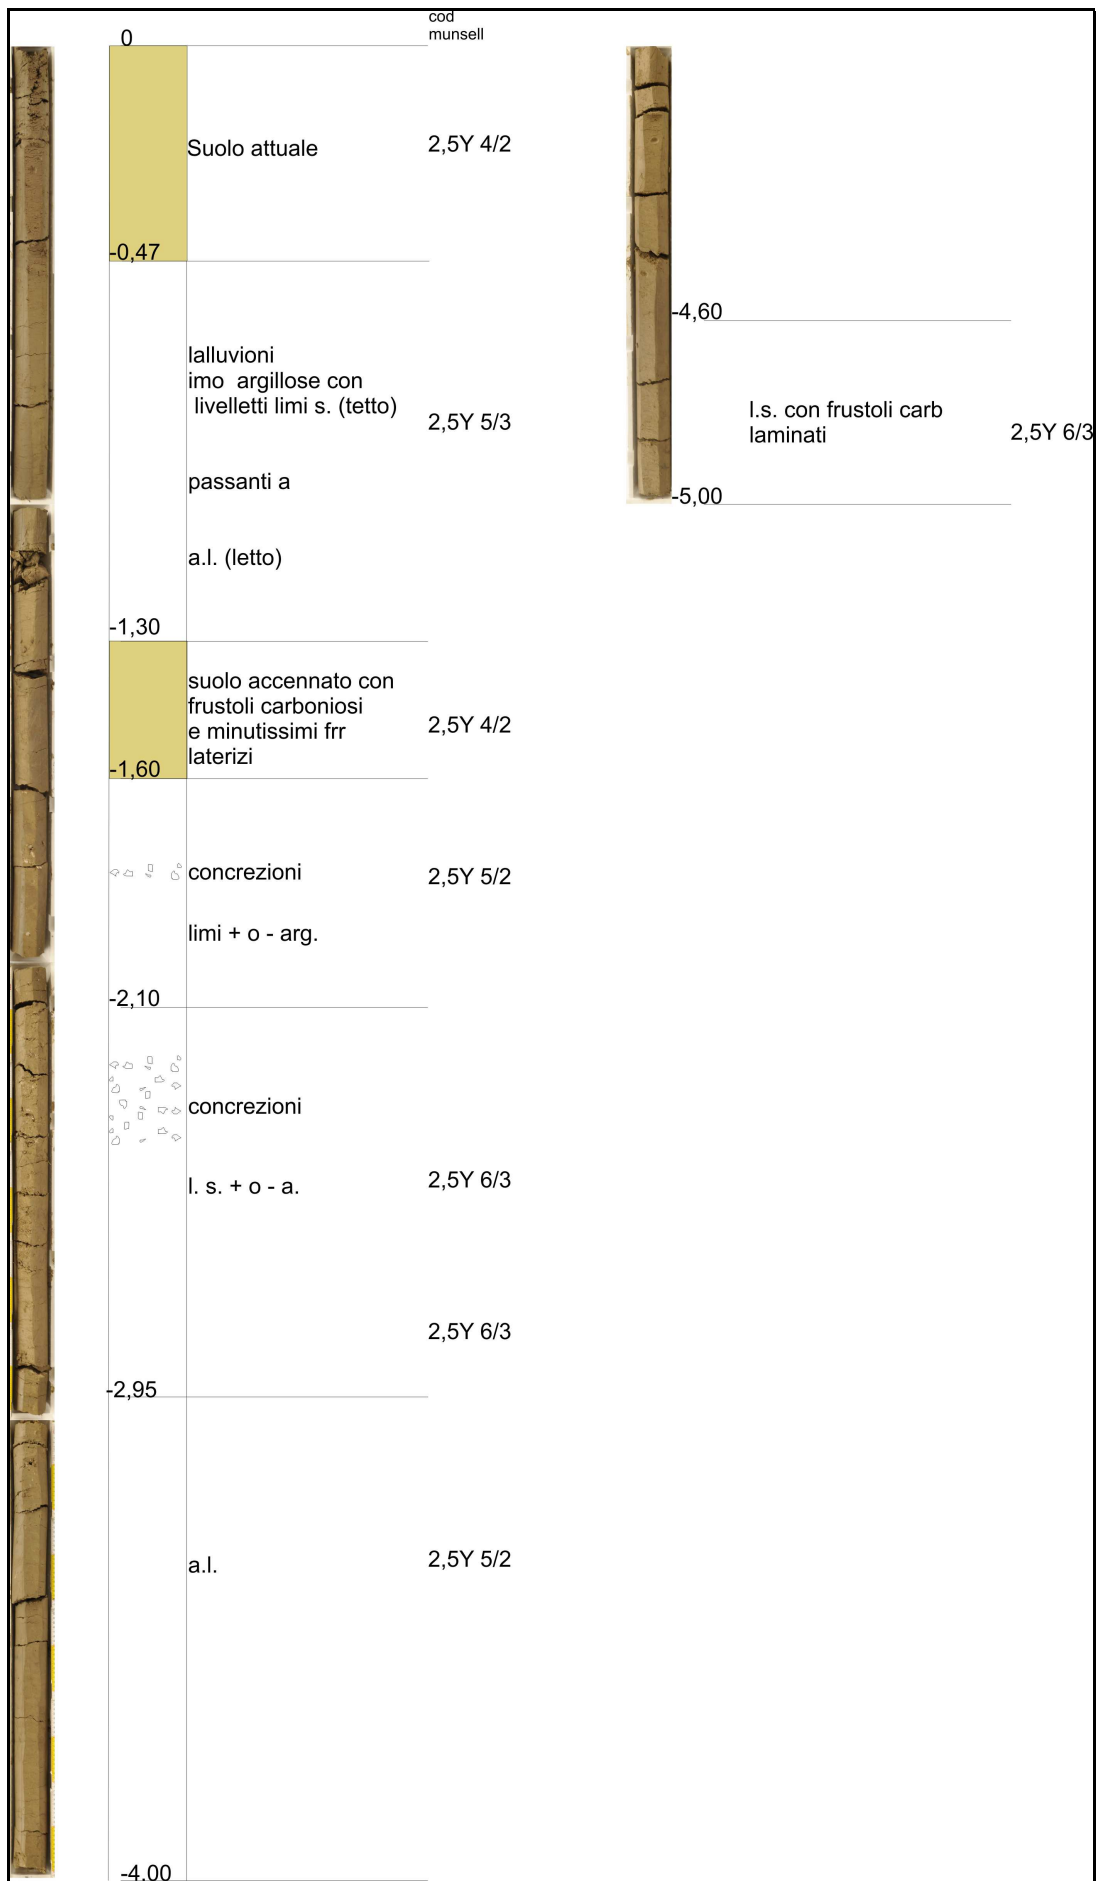 cod
munsell
0
Suolo attuale
2,5Y 4/2
-0,47
lalluvioni
imo  argillose con
livelletti limi s. (tetto)
2,5Y 5/3
passanti a
a.l. (letto)
-1,30
suolo accennato con
frustoli carboniosi
e minutissimi frr
laterizi
2,5Y 4/2
-1,60
concrezioni
2,5Y 5/2
limi + o - arg.
-2,10
concrezioni
l. s. + o - a.
2,5Y 6/3
2,5Y 6/3
-2,95
a.l.
2,5Y 5/2
-4,00
-4,60
l.s. con frustoli carb
laminati
2,5Y 6/3
-5,00